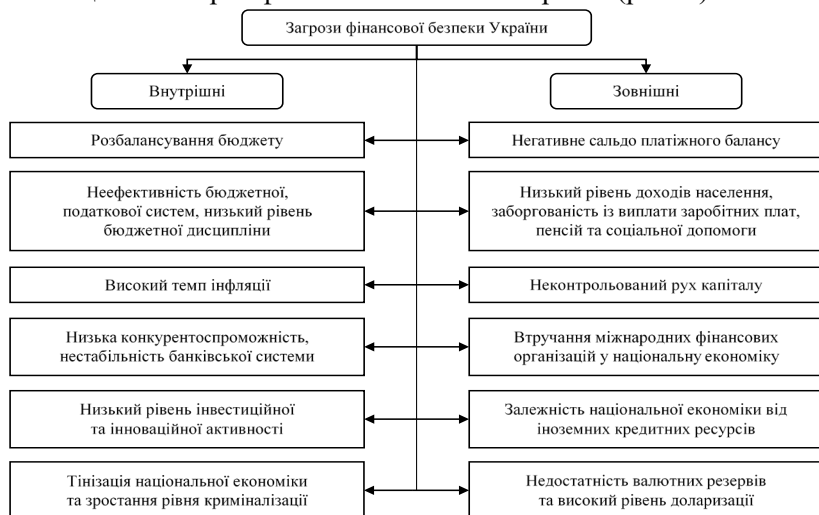 Загрози фінансової безпеки України
Внутрішні
Зовнішні
Розбалансування бюджету
Негативне сальдо платіжного балансу
Неефективність бюджетної,
податкової систем, низький рівень
бюджетної дисципліни
Низький рівень доходів населення,
заборгованість із виплати заробітних плат,
пенсій та соціальної допомоги
Високий темп інфляції
Неконтрольований рух капіталу
Низька конкурентоспроможність,
нестабільність банківської системи
Втручання міжнародних фінансових
організацій у національну економіку
Низький рівень інвестиційної
та інноваційної активності
Залежність національної економіки від
іноземних кредитних ресурсів
Тінізація національної економіки
та зростання рівня криміналізації
Недостатність валютних резервів
та високий рівень доларизації